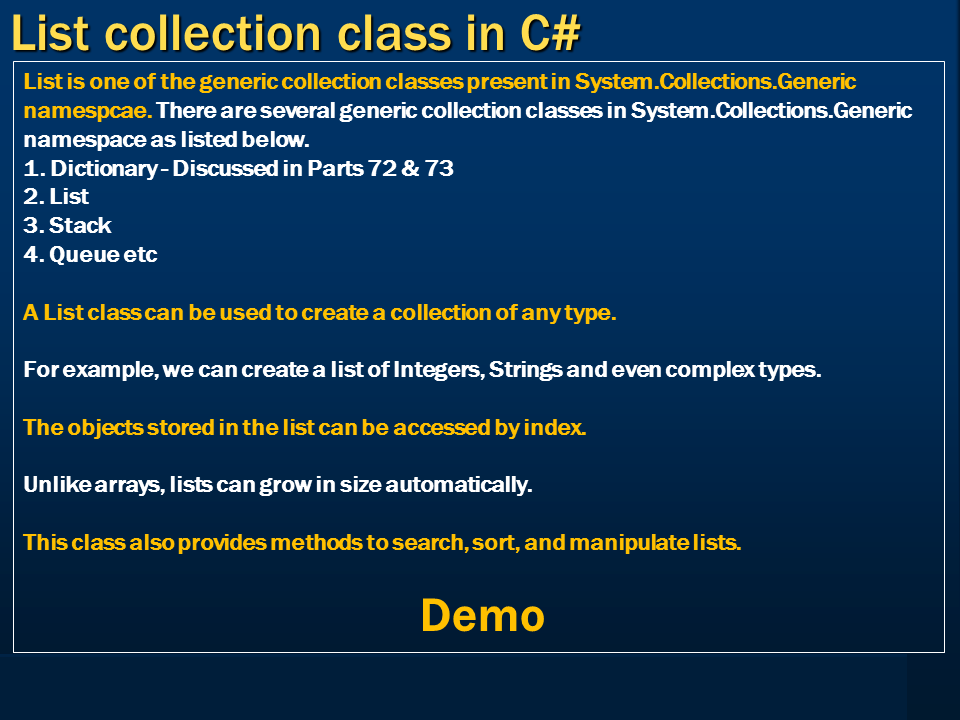 List collection class in C#
List is one of the generic collection classes present in System.Collections.Generic
namespcae. There are several generic collection classes in System.Collections.Generic
namespace as listed below.
1. Dictionary - Discussed in Parts 72 & 73
2. List
3. Stack
4. Queue etc
A List class can be used to create a collection of any type.
For example, we can create a list of Integers, Strings and even complex types.
The objects stored in the list can be accessed by index.
Unlike arrays, lists can grow in size automatically.
This class also provides methods to search, sort, and manipulate lists.
Demo